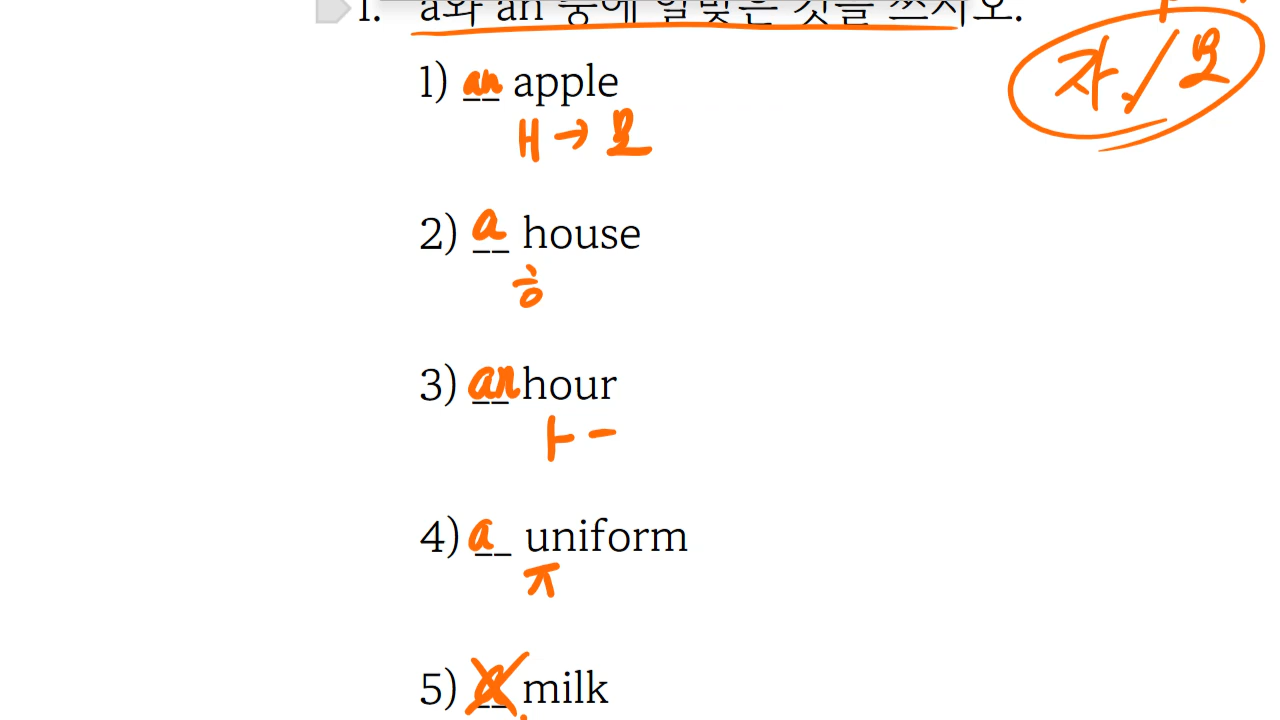 1. a와 an 중에 알맞은 것을 쓰시오.
자/모
1) an apple
ㅐ → 모
2) a house
ㅎ
3) an hour
ㅏ ㅡ
4) a uniform
ㅠ
5) a milk